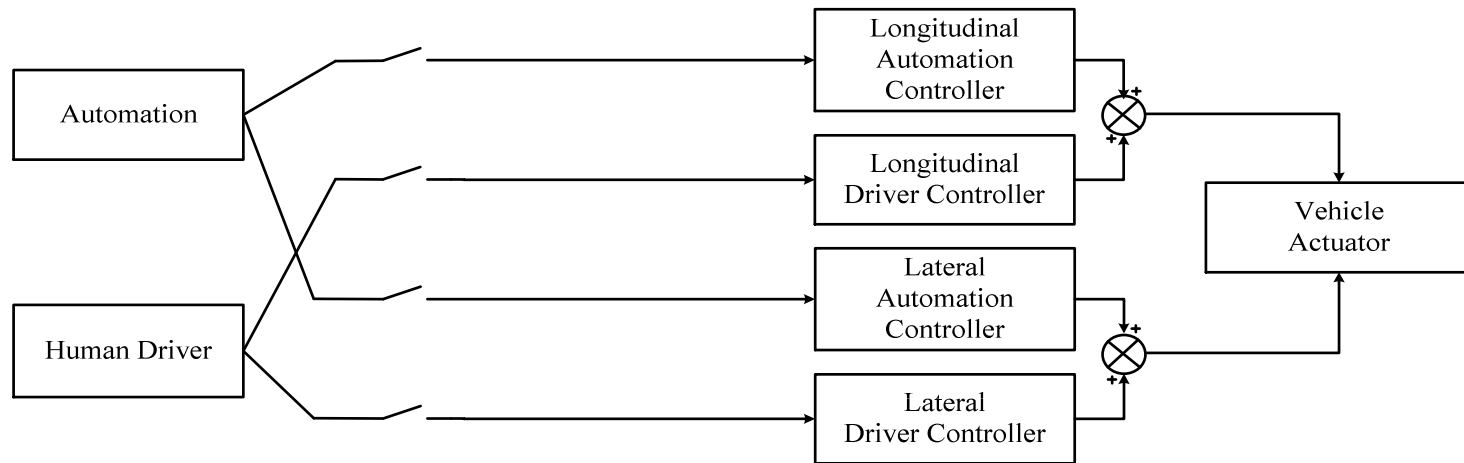 Automation
Human Driver
Longitudinal
Automation
Controller
+
+
Longitudinal
Driver Controller
Lateral
Automation
Controller
+
+
Lateral
Driver Controller
Vehicle
Actuator